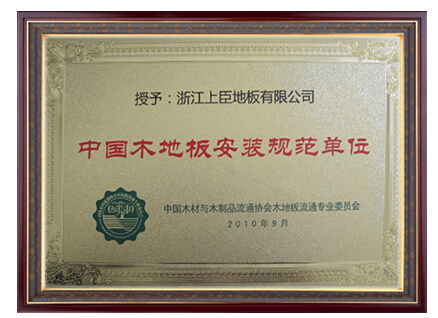 授予：浙江上臣地板有限公司
中国木地板安装规范单位
中国木材与木制品流通协会木地板流通专业委员会
2010年9月